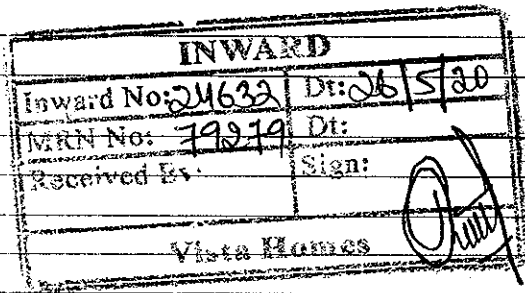 INWARD
Inward No: 24632 Dt: 26/5/20
MRN No: 79279 Dt:
Received By: Sign:
Vista Homes